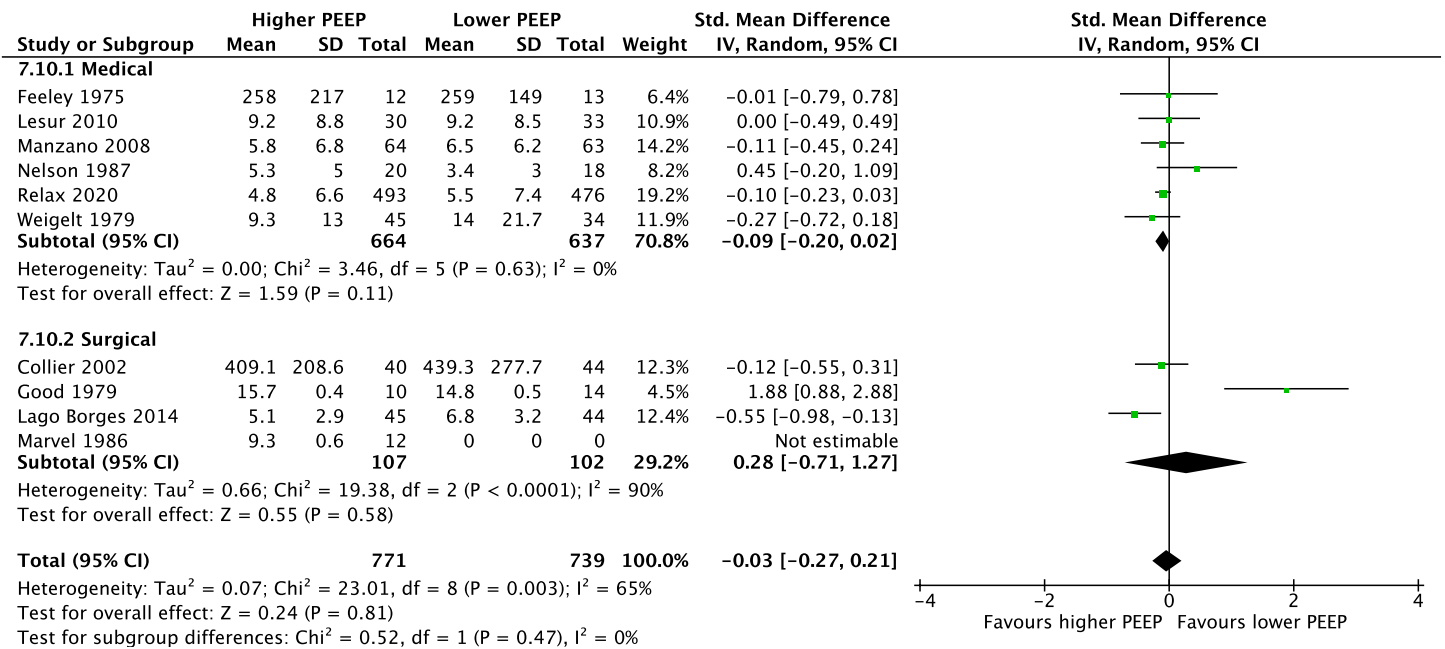 Higher PEEP Lower PEEP Std. Mean Difference Std. Mean Difference
Study or Subgroup Mean SD Total Mean SD Total Weight IV, Random, 95% CI IV, Random, 95% CI
7.10.1 Medical
Feeley 1975 258 217 12 259 149 13 6.4% −0.01 [−0.79, 0.78]
Lesur 2010 9.2 8.8 30 9.2 8.5 33 10.9% 0.00 [−0.49, 0.49]
Manzano 2008 5.8 6.8 64 6.5 6.2 63 14.2% −0.11 [−0.45, 0.24]
Nelson 1987 5.3 5 20 3.4 3 18 8.2% 0.45 [−0.20, 1.09]
Relax 2020 4.8 6.6 493 5.5 7.4 476 19.2% −0.10 [−0.23, 0.03]
Weigelt 1979 9.3 13 45 14 21.7 34 11.9% −0.27 [−0.72, 0.18]
Subtotal (95% CI) 664 637 70.8% −0.09 [−0.20, 0.02]
Heterogeneity: Tau² = 0.00; Chi² = 3.46, df = 5 (P = 0.63); I² = 0%
Test for overall effect: Z = 1.59 (P = 0.11)
7.10.2 Surgical
Collier 2002 409.1 208.6 40 439.3 277.7 44 12.3% −0.12 [−0.55, 0.31]
Good 1979 15.7 0.4 10 14.8 0.5 14 4.5% 1.88 [0.88, 2.88]
Lago Borges 2014 5.1 2.9 45 6.8 3.2 44 12.4% −0.55 [−0.98, −0.13]
Marvel 1986 9.3 0.6 12 0 0 0 Not estimable
Subtotal (95% CI) 107 102 29.2% 0.28 [−0.71, 1.27]
Heterogeneity: Tau² = 0.66; Chi² = 19.38, df = 2 (P < 0.0001); I² = 90%
Test for overall effect: Z = 0.55 (P = 0.58)
Total (95% CI) 771 739 100.0% −0.03 [−0.27, 0.21]
Heterogeneity: Tau² = 0.07; Chi² = 23.01, df = 8 (P = 0.003); I² = 65%
Test for overall effect: Z = 0.24 (P = 0.81)
Test for subgroup differences: Chi² = 0.52, df = 1 (P = 0.47), I² = 0%
−4 −2 0 2 4
Favours higher PEEP Favours lower PEEP